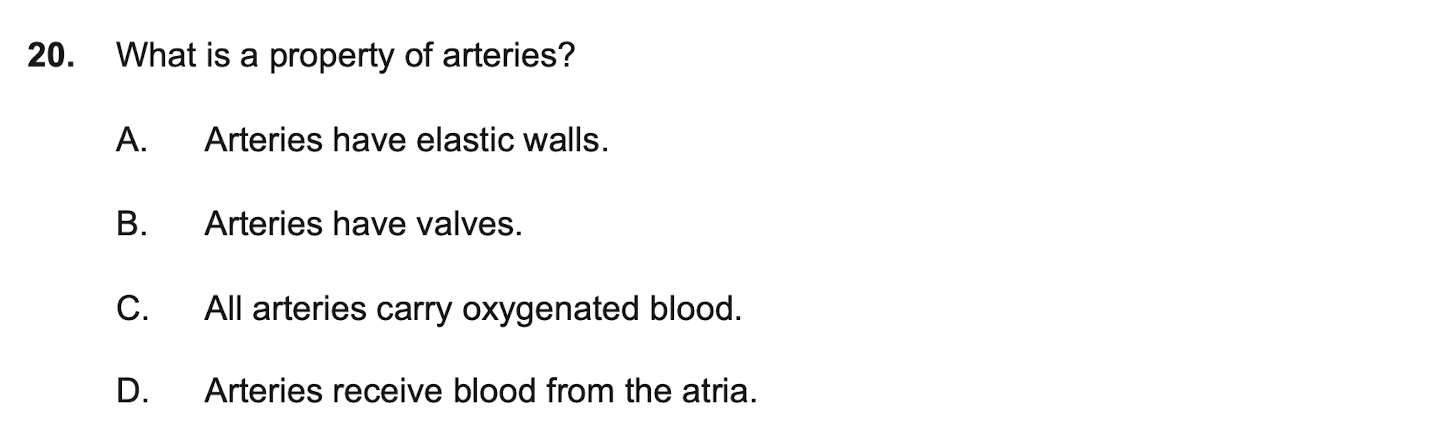 20. What is a property of arteries?
A. Arteries have elastic walls.
B. Arteries have valves.
C. All arteries carry oxygenated blood.
D. Arteries receive blood from the atria.